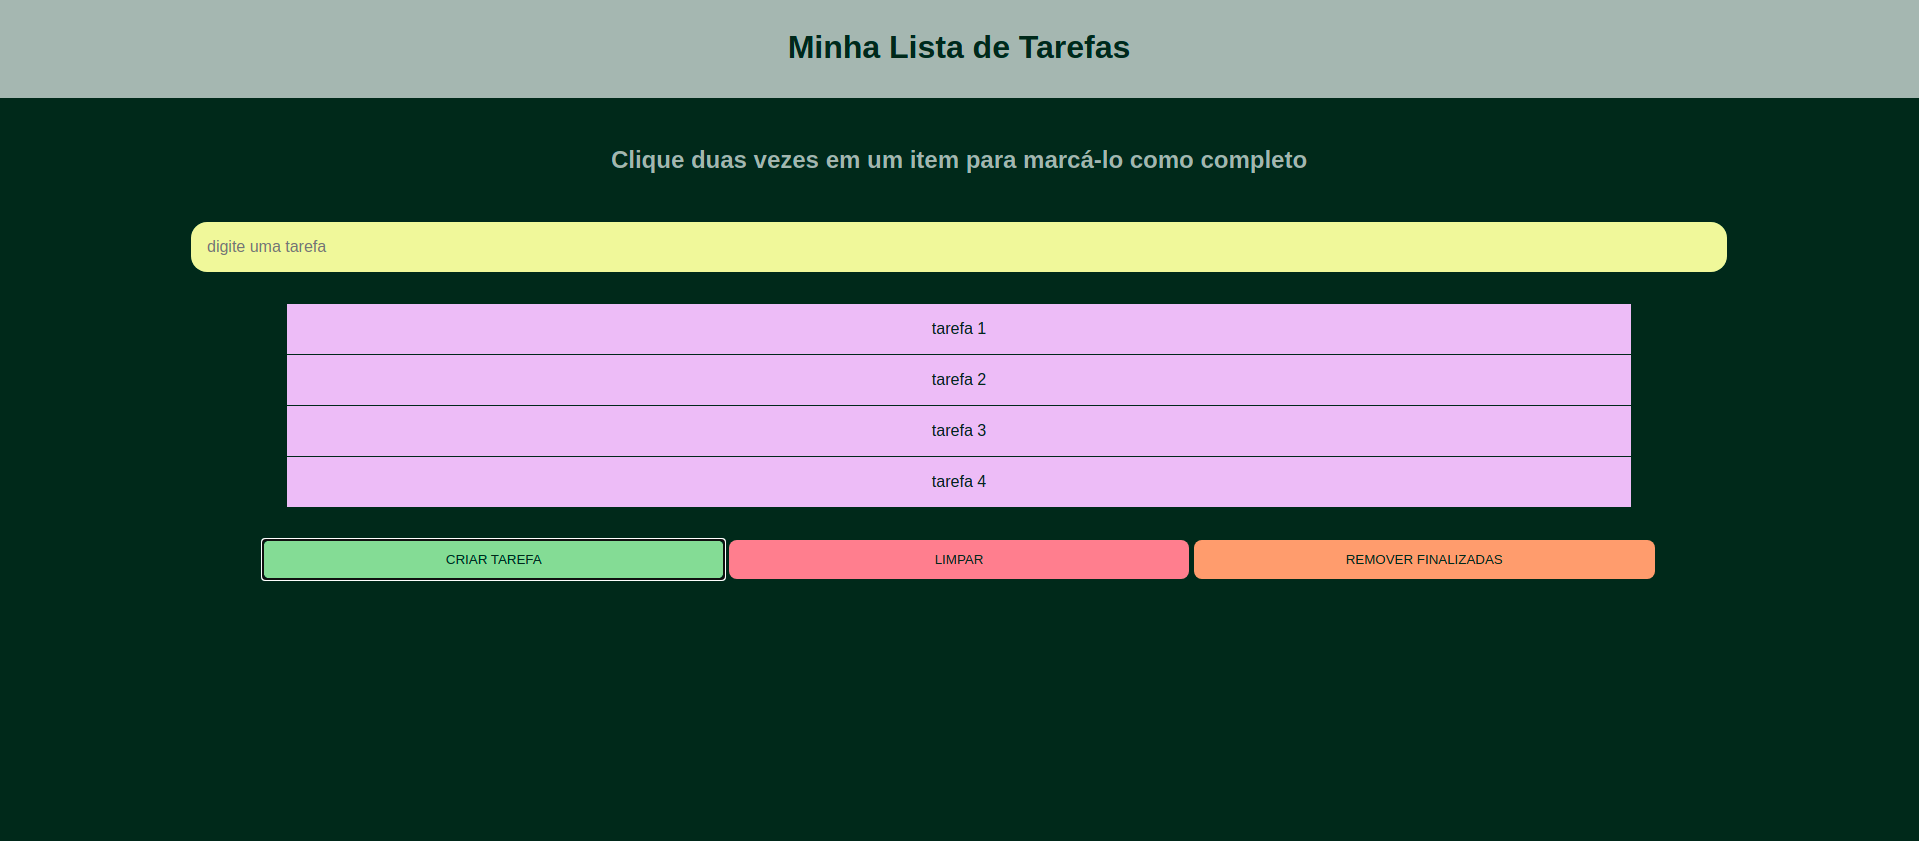 Minha Lista de Tarefas
Clique duas vezes em um item para marcá-lo como completo
digite uma tarefa
tarefa 1
tarefa 2
tarefa 3
tarefa 4
CRIAR TAREFA LIMPAR REMOVER FINALIZADAS